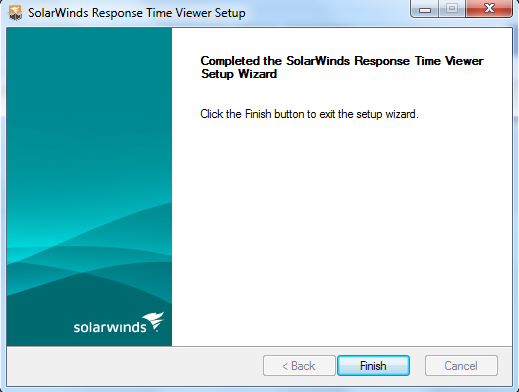 SolarWinds Response Time Viewer Setup
Completed the SolarWinds Response Time Viewer
Setup Wizard
Click the Finish button to exit the setup wizard.
solarwinds
< Back
Finish
Cancel